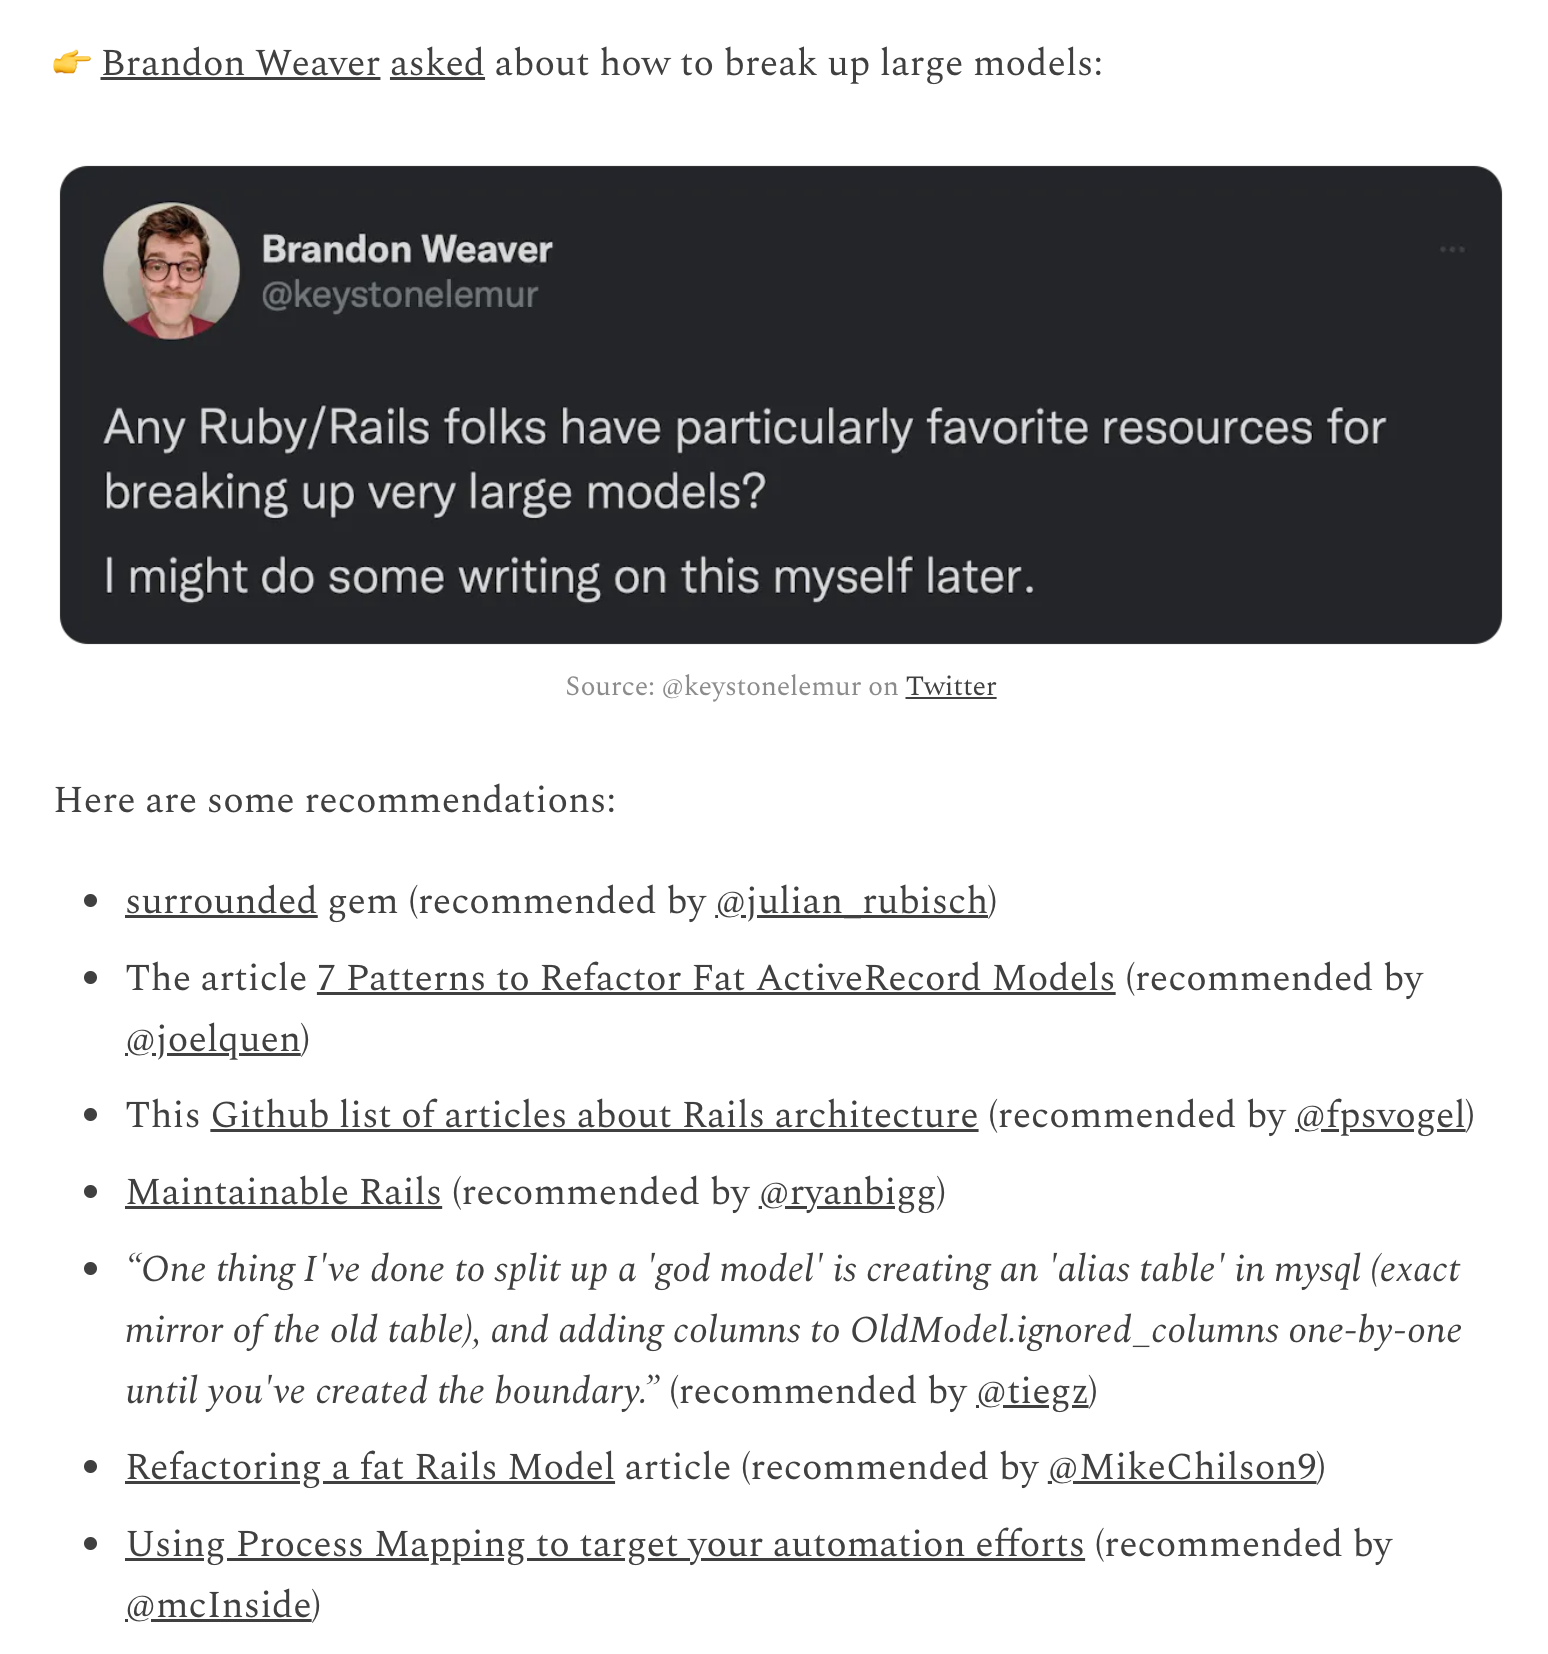 👉 Brandon Weaver asked about how to break up large models:
Brandon Weaver
@keystonelemur
Any Ruby/Rails folks have particularly favorite resources for
breaking up very large models?
I might do some writing on this myself later.
Source: @keystonelemur on Twitter
Here are some recommendations:
• surrounded gem (recommended by @julian_rubisch)
• The article 7 Patterns to Refactor Fat ActiveRecord Models (recommended by
@joelquen)
• This Github list of articles about Rails architecture (recommended by @fpsvogel)
• Maintainable Rails (recommended by @ryanbigg)
• “One thing I've done to split up a 'god model' is creating an 'alias table' in mysql (exact
mirror of the old table), and adding columns to OldModel.ignored_columns one-by-one
until you've created the boundary.” (recommended by @tiegz)
• Refactoring a fat Rails Model article (recommended by @MikeChilson9)
• Using Process Mapping to target your automation efforts (recommended by
@mcInside)